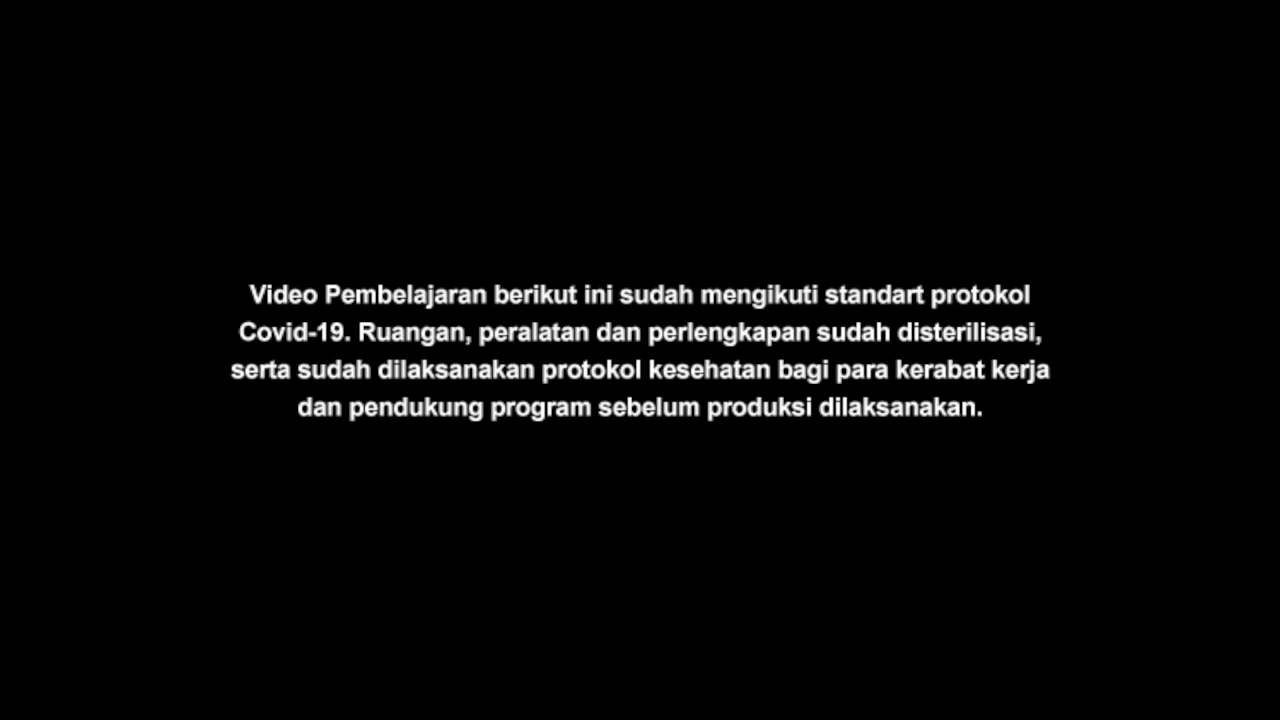 Video Pembelajaran berikut ini sudah mengikuti standart protokol
Covid-19. Ruangan, peralatan dan perlengkapan sudah disterilisasi,
serta sudah dilaksanakan protokol kesehatan bagi para kerabat kerja
dan pendukung program sebelum produksi dilaksanakan.